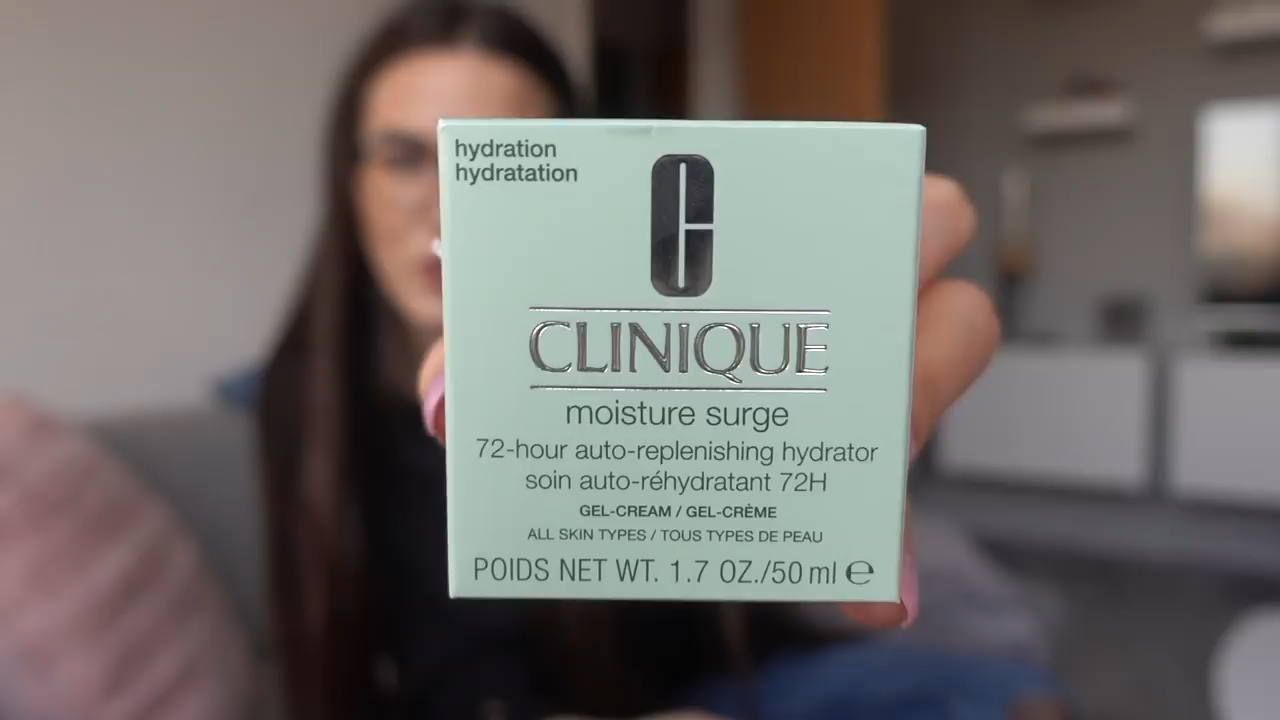 hydration
hydratation
C
CLINIQUE
moisture surge
72-hour auto-replenishing hydrator
soin auto-réhydratant 72H
GEL-CREAM / GEL-CRÈME
ALL SKIN TYPES / TOUS TYPES DE PEAU
POIDS NET WT. 1.7 OZ./50 ml ℮